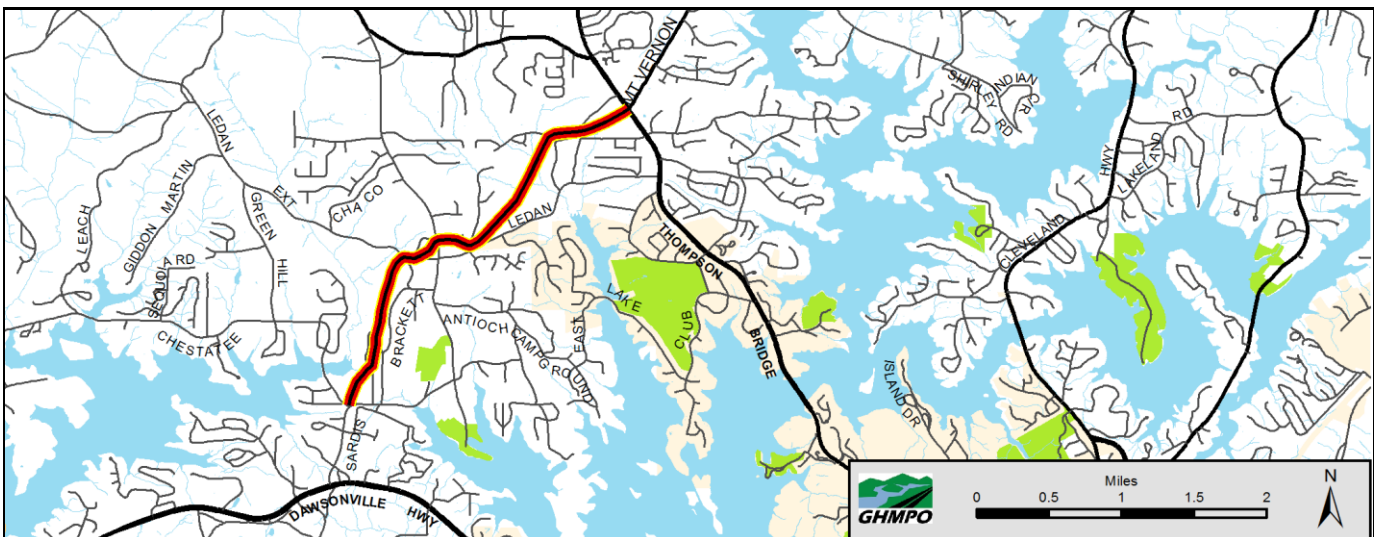 MT VERNON
INDIAN
CR
SHIRLEY RD
LEDAN
EXT
RD
HWY
LAKELAND
GIDDON MARTIN
CHA CO
LEACH
GREEN
HILL
LEDAN
THOMPSON
CLEVELAND
SEQUOIA RD
CHESTATEE
BRACKETT
ANTIOCH CAMPGROUND
EAST
LAKE
CLUB
BRIDGE
ISLAND DR
SARDIS
DAWSONVILLE HWY
GHMPO
Miles
0 0.5 1 1.5 2
N